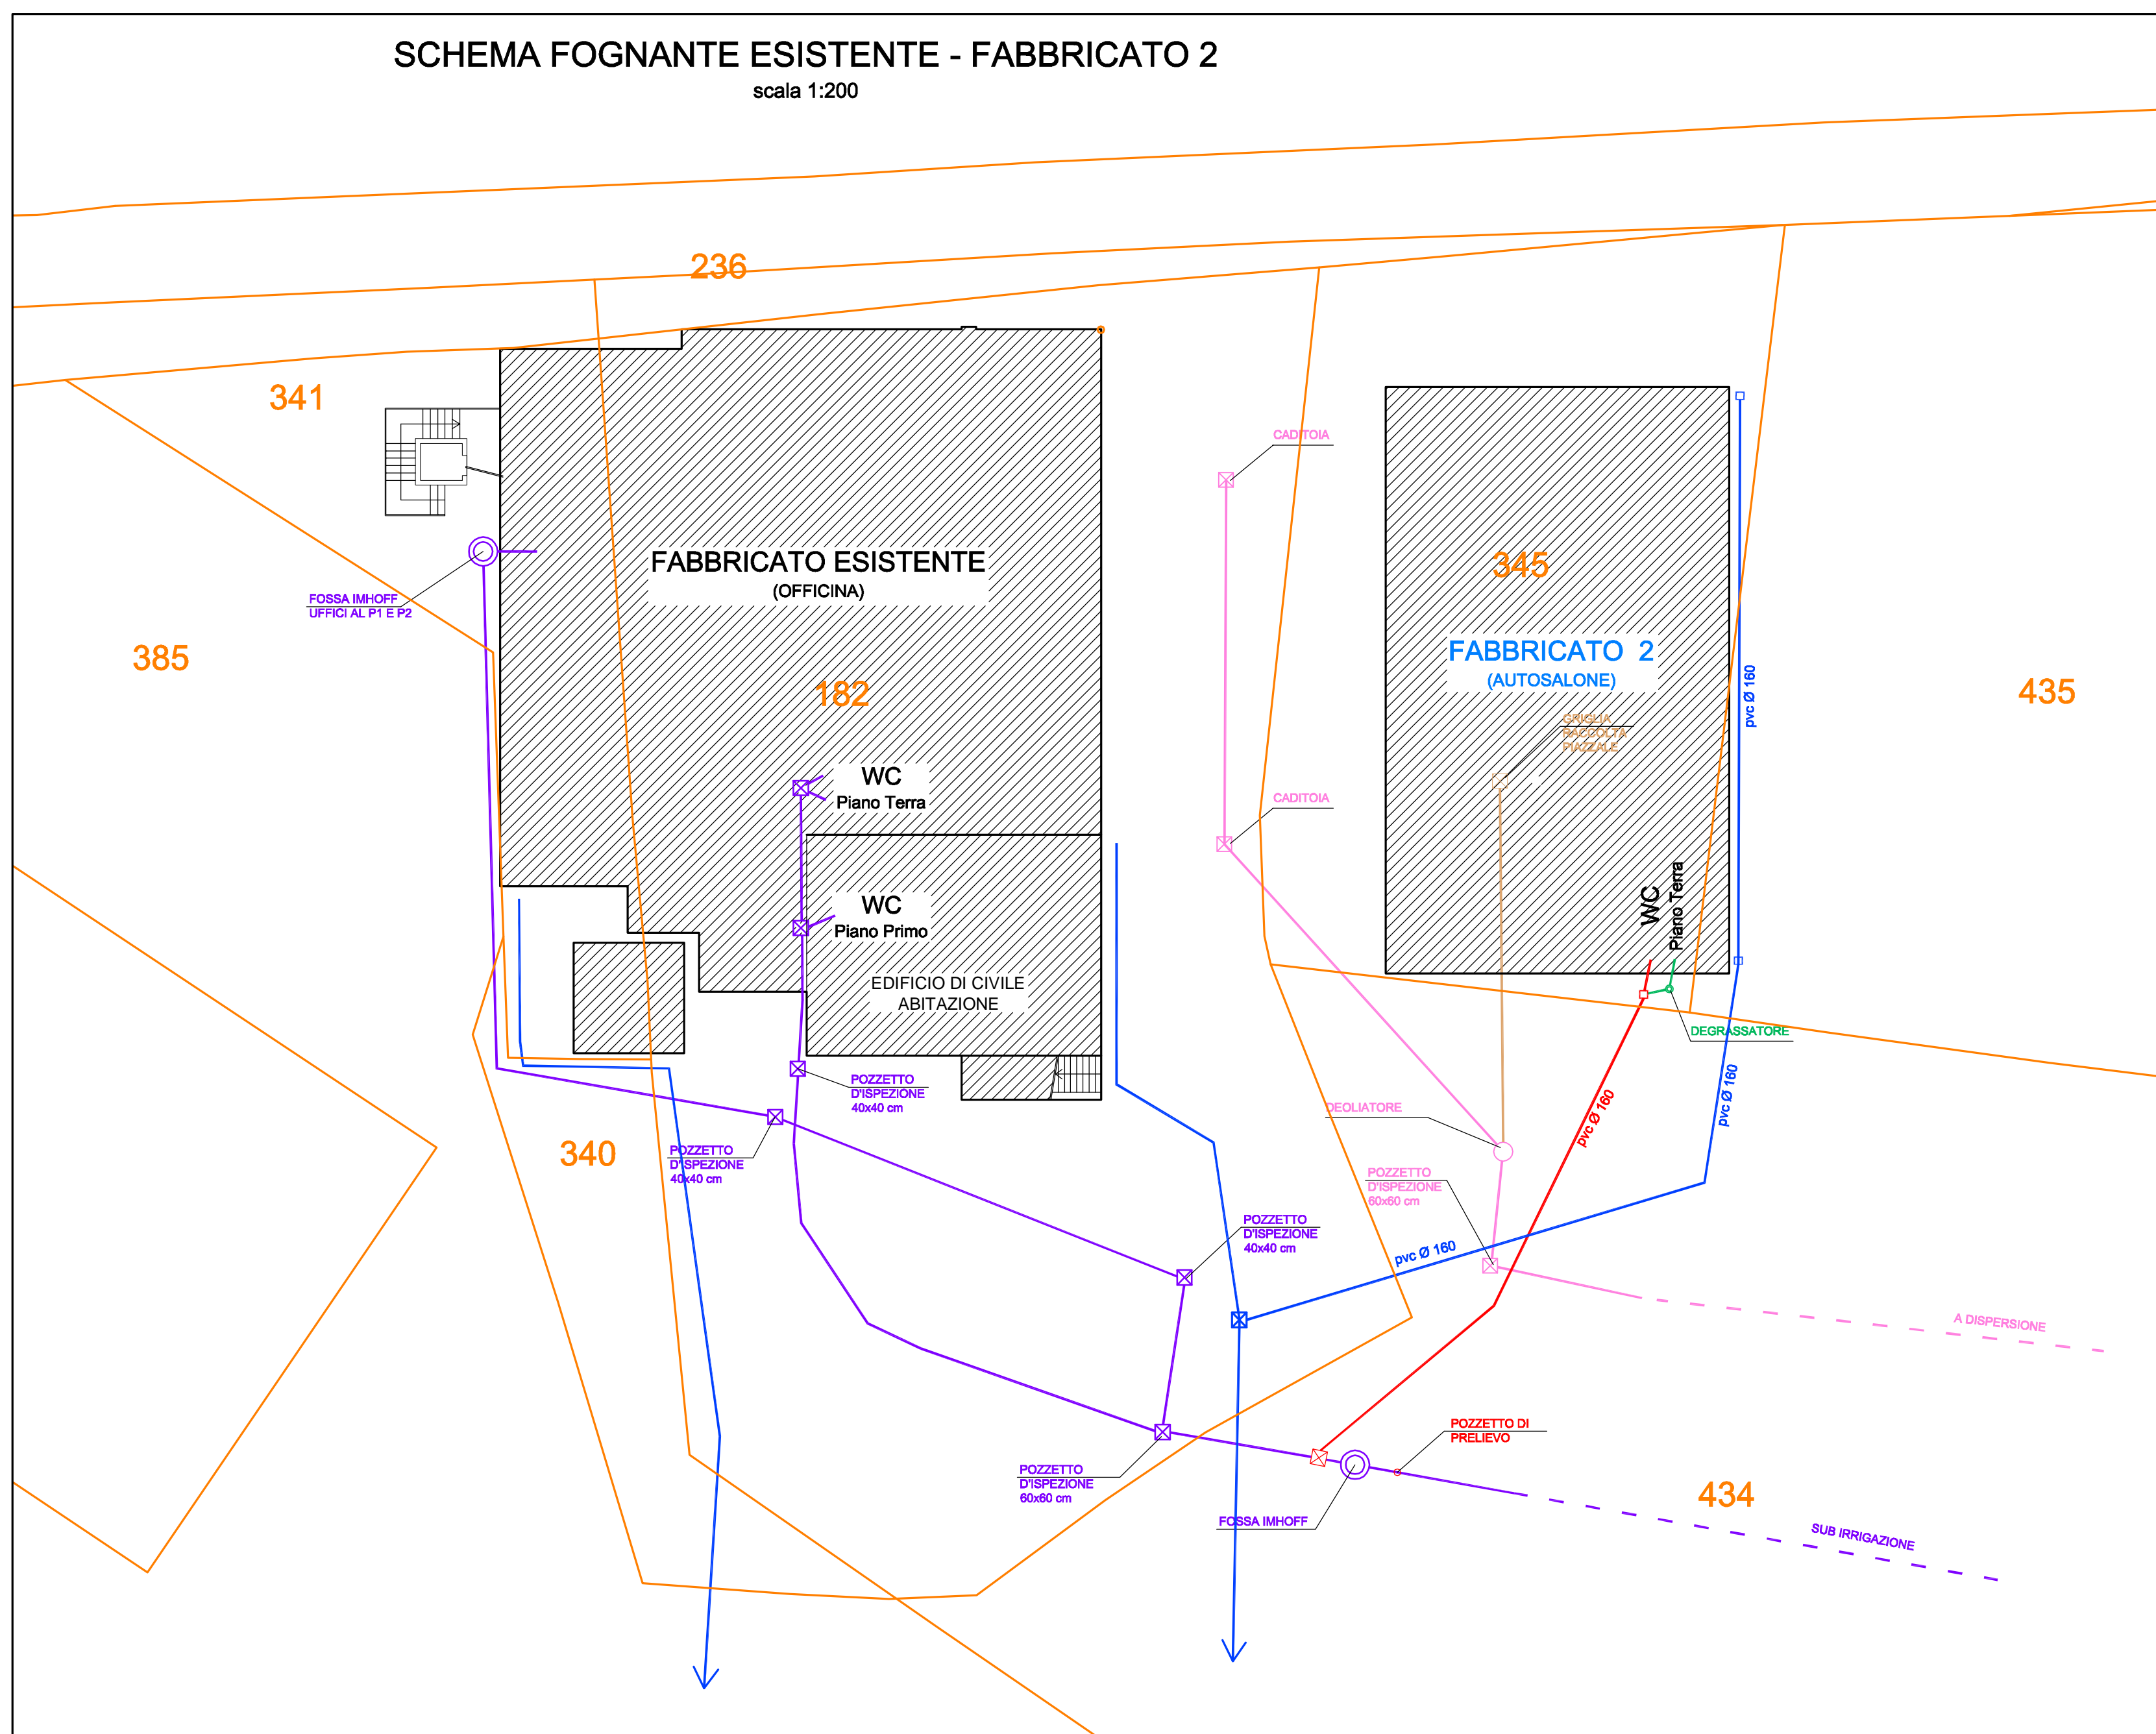 SCHEMA FOGNANTE ESISTENTE - FABBRICATO 2
scala 1:200
236
341
385
FOSSA IMHOFF
UFFICI AL P1 E P2
FABBRICATO ESISTENTE
(OFFICINA)
182
WC
Piano Terra
WC
Piano Primo
EDIFICIO DI CIVILE
ABITAZIONE
CADITOIA
CADITOIA
345
FABBRICATO 2
(AUTOSALONE)
GRIGLIA
RACCOLTA
PIAZZALE
WC
Piano Terra
pvc Ø 160
435
DEGRASSATORE
pvc Ø 160
pvc Ø 160
DEOLIATORE
POZZETTO
D'ISPEZIONE
60x60 cm
pvc Ø 160
POZZETTO
D'ISPEZIONE
40x40 cm
340
POZZETTO
D'ISPEZIONE
40x40 cm
POZZETTO
D'ISPEZIONE
40x40 cm
A DISPERSIONE
POZZETTO DI
PRELIEVO
POZZETTO
D'ISPEZIONE
60x60 cm
FOSSA IMHOFF
434
SUB IRRIGAZIONE